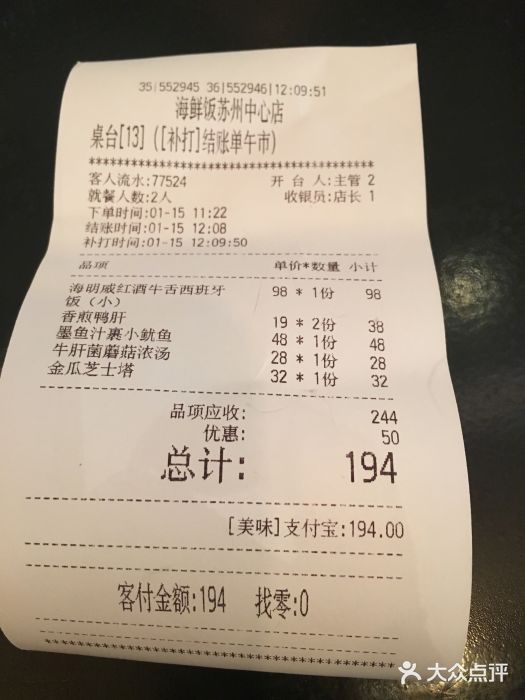 35|552945 36|552946|12:09:51
海鲜饭苏州中心店
桌台[13] ([补打]结账单午市)
****************************************
客人流水:77524 开 台 人:主管 2
就餐人数:2人 收银员:店长 1
下单时间:01-15 11:22
结账时间:01-15 12:08
补打时间:01-15 12:09:50
品项 单价*数量 小计
海明威红酒牛舌西班牙 98 * 1份 98
饭（小）
香煎鸭肝 19 * 2份 38
墨鱼汁裹小鱿鱼 48 * 1份 48
牛肝菌蘑菇浓汤 28 * 1份 28
金瓜芝士塔 32 * 1份 32
品项应收: 244
优惠: 50
总计: 194
[美味]支付宝:194.00
客付金额:194 找零:0
****************************************
大众点评